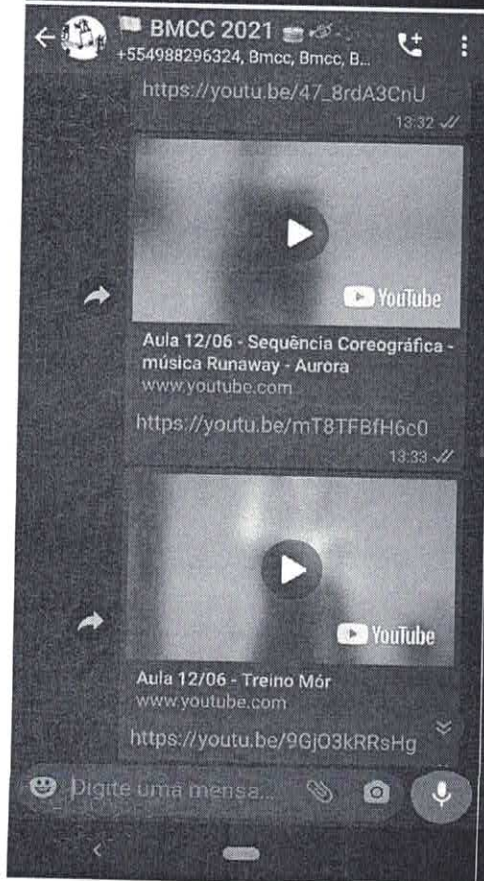 BMCC 2021
+554988296324, Bmcc, Bmcc, B...
https://youtu.be/47_8rdA3CnU
13:32
YouTube
Aula 12/06 - Sequência Coreográfica -
música Runaway - Aurora
www.youtube.com
https://youtu.be/mT8TFBfH6c0
13:33
YouTube
Aula 12/06 - Treino Mór
www.youtube.com
https://youtu.be/9GjO3kRRsHg
Digite uma mensa...